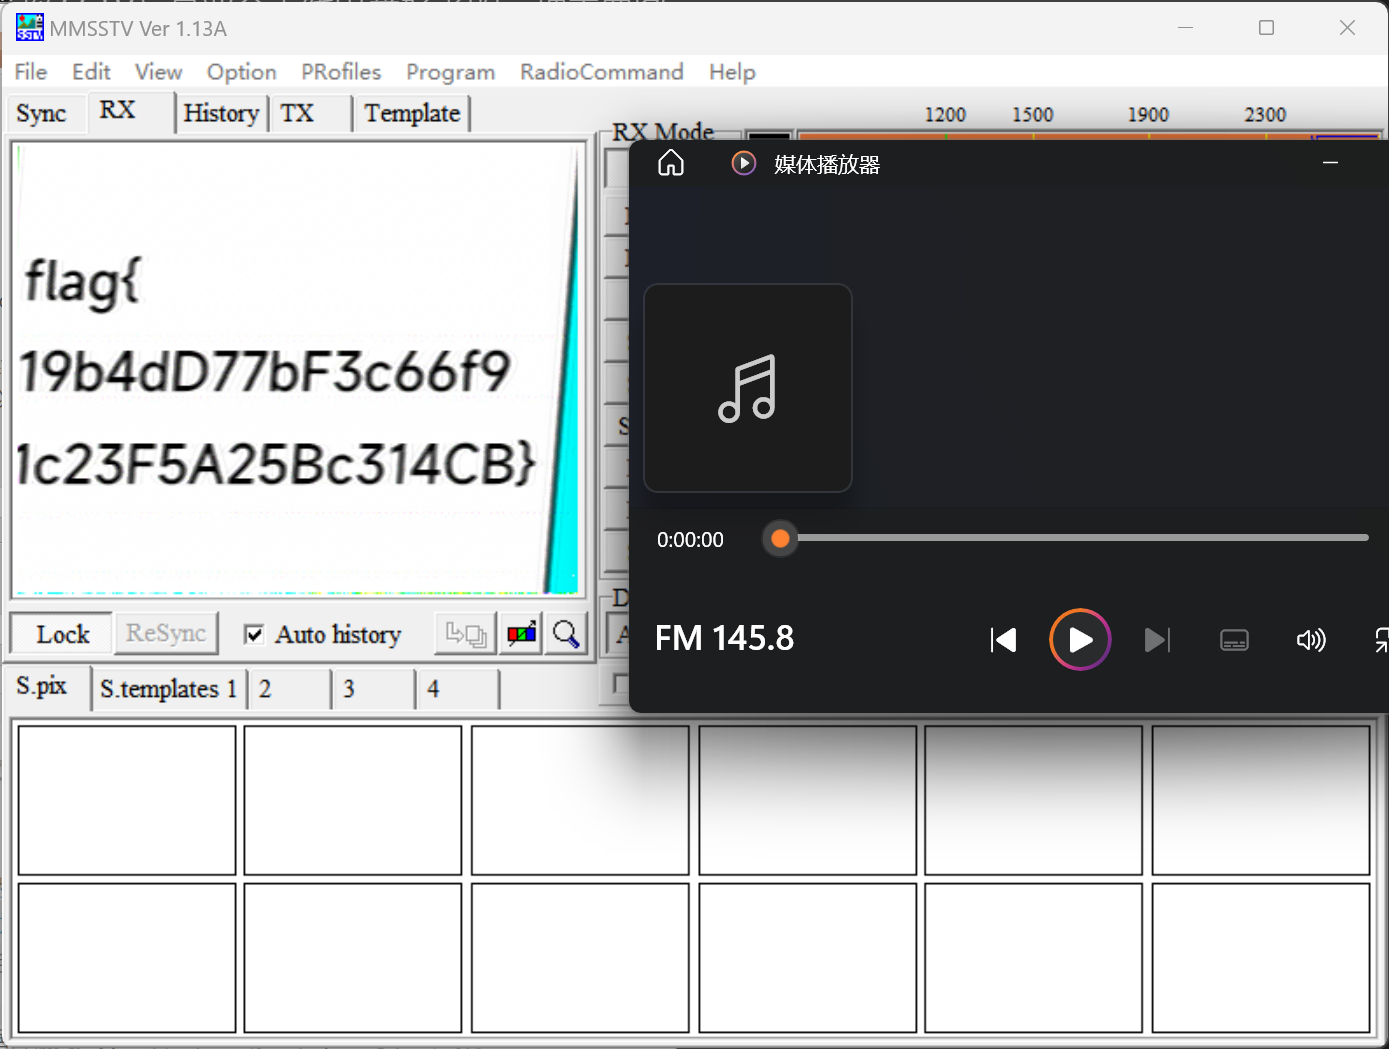 MMSSTV Ver 1.13A
File Edit View Option PRofiles Program RadioCommand Help
Sync RX History TX Template
1200 1500 1900 2300
RX Mode
媒体播放器
flag{
19b4dD77bF3c66f9
1c23F5A25Bc314CB}
0:00:00
FM 145.8
Lock ReSync Auto history
S.pix S.templates 1 2 3 4